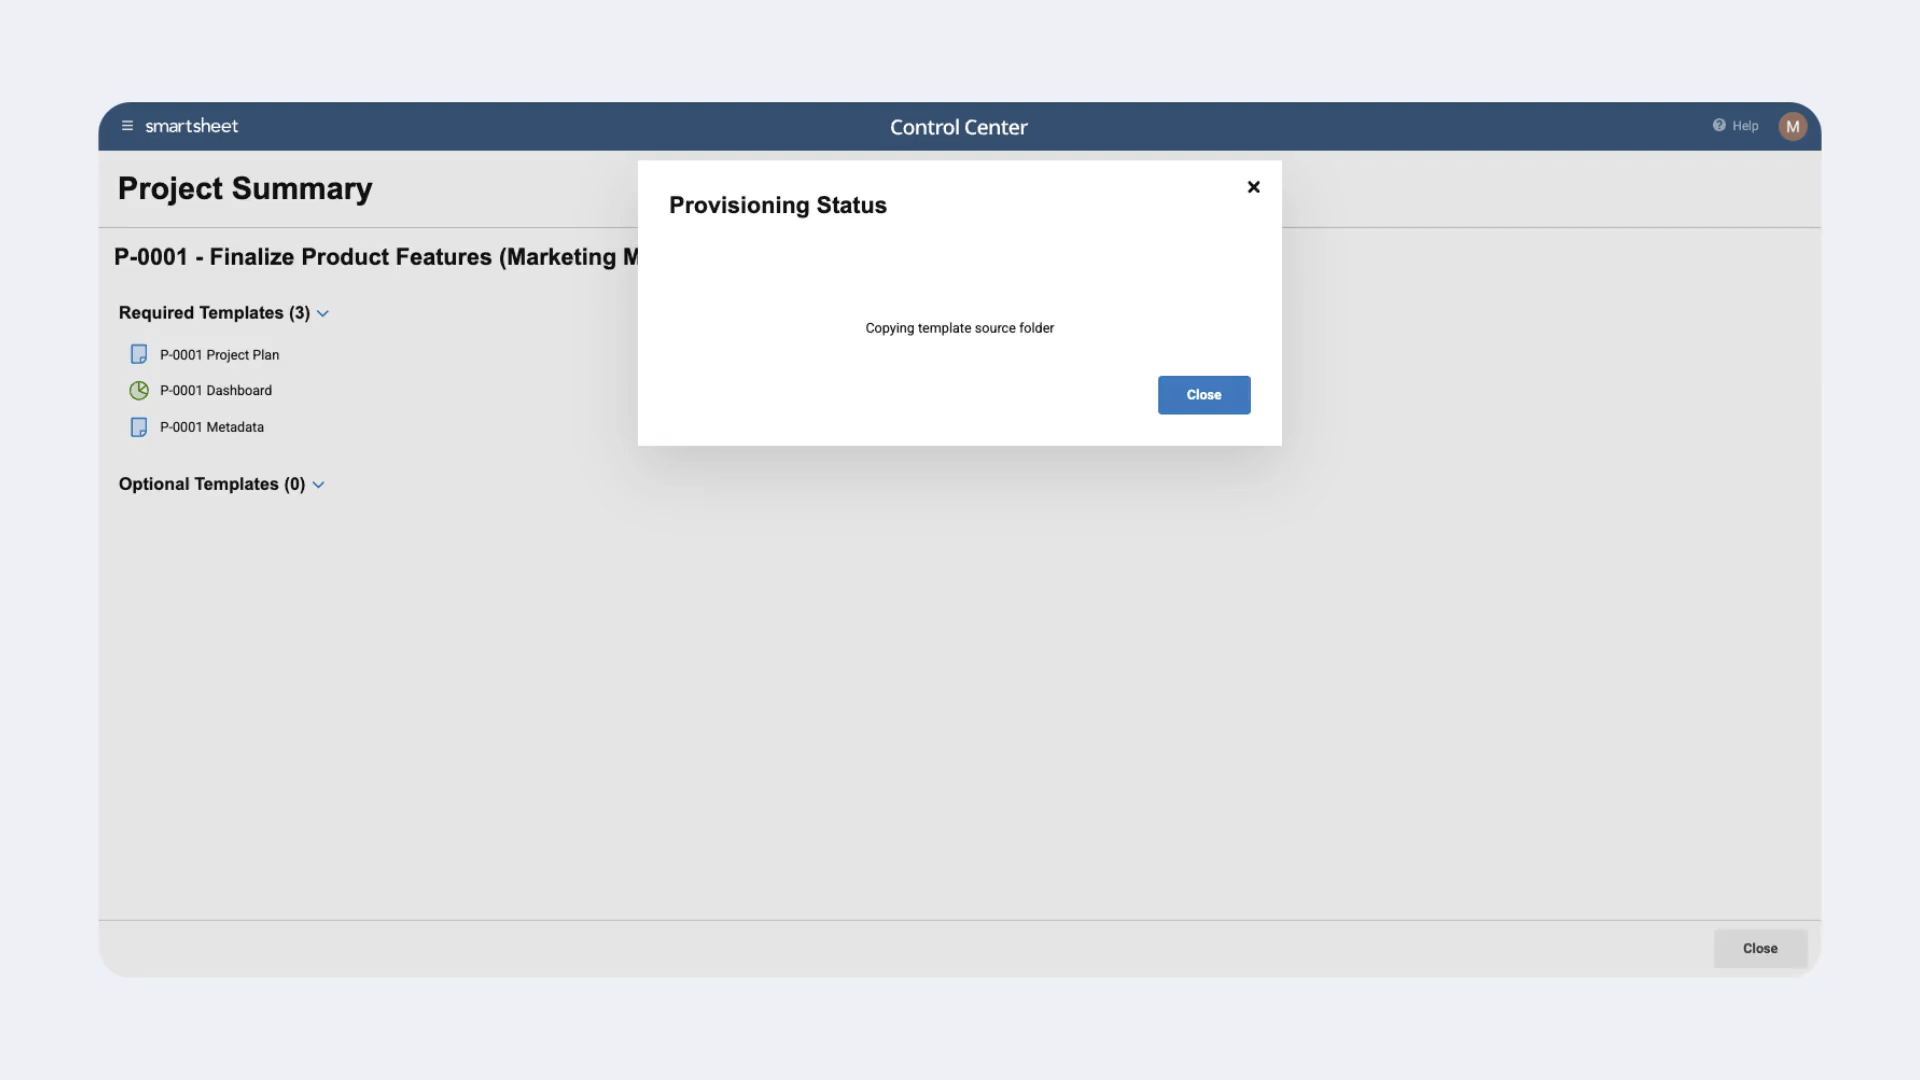 smartsheet
Control Center
Help
M
Project Summary
Provisioning Status
P-0001 - Finalize Product Features (Marketing M
Required Templates (3)
Copying template source folder
P-0001 Project Plan
P-0001 Dashboard
Close
P-0001 Metadata
Optional Templates (0)
Close